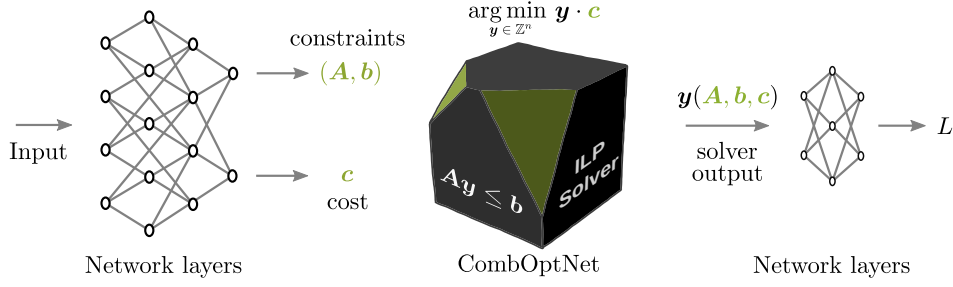 Input
Network layers
constraints
(A, b)
c
cost
arg min y · c
y ∈ ℤⁿ
Ay ≤ b
ILP
Solver
CombOptNet
y(A, b, c)
solver
output
Network layers
L